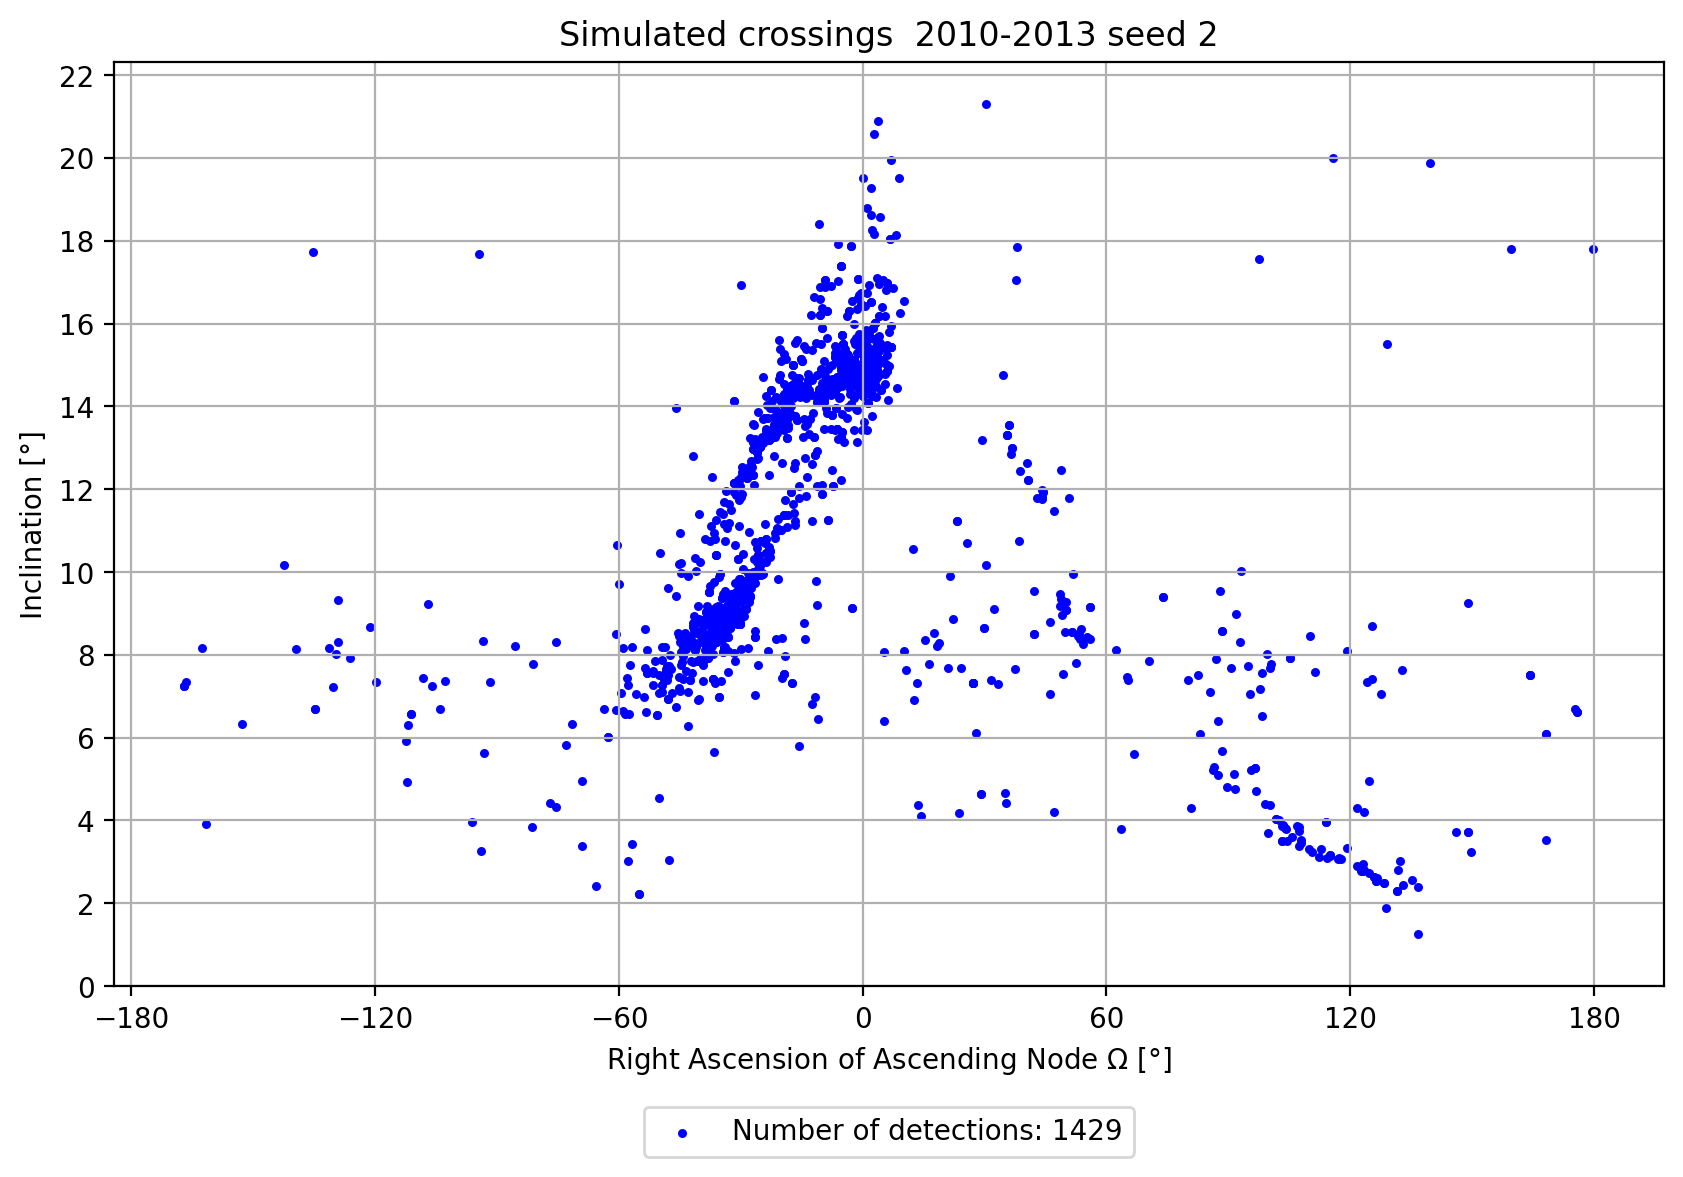 Simulated crossings  2010-2013 seed 2
22
20
18
16
14
12
10
8
6
4
2
0
Inclination [°]
−180 −120 −60 0 60 120 180
Right Ascension of Ascending Node Ω [°]
Number of detections: 1429